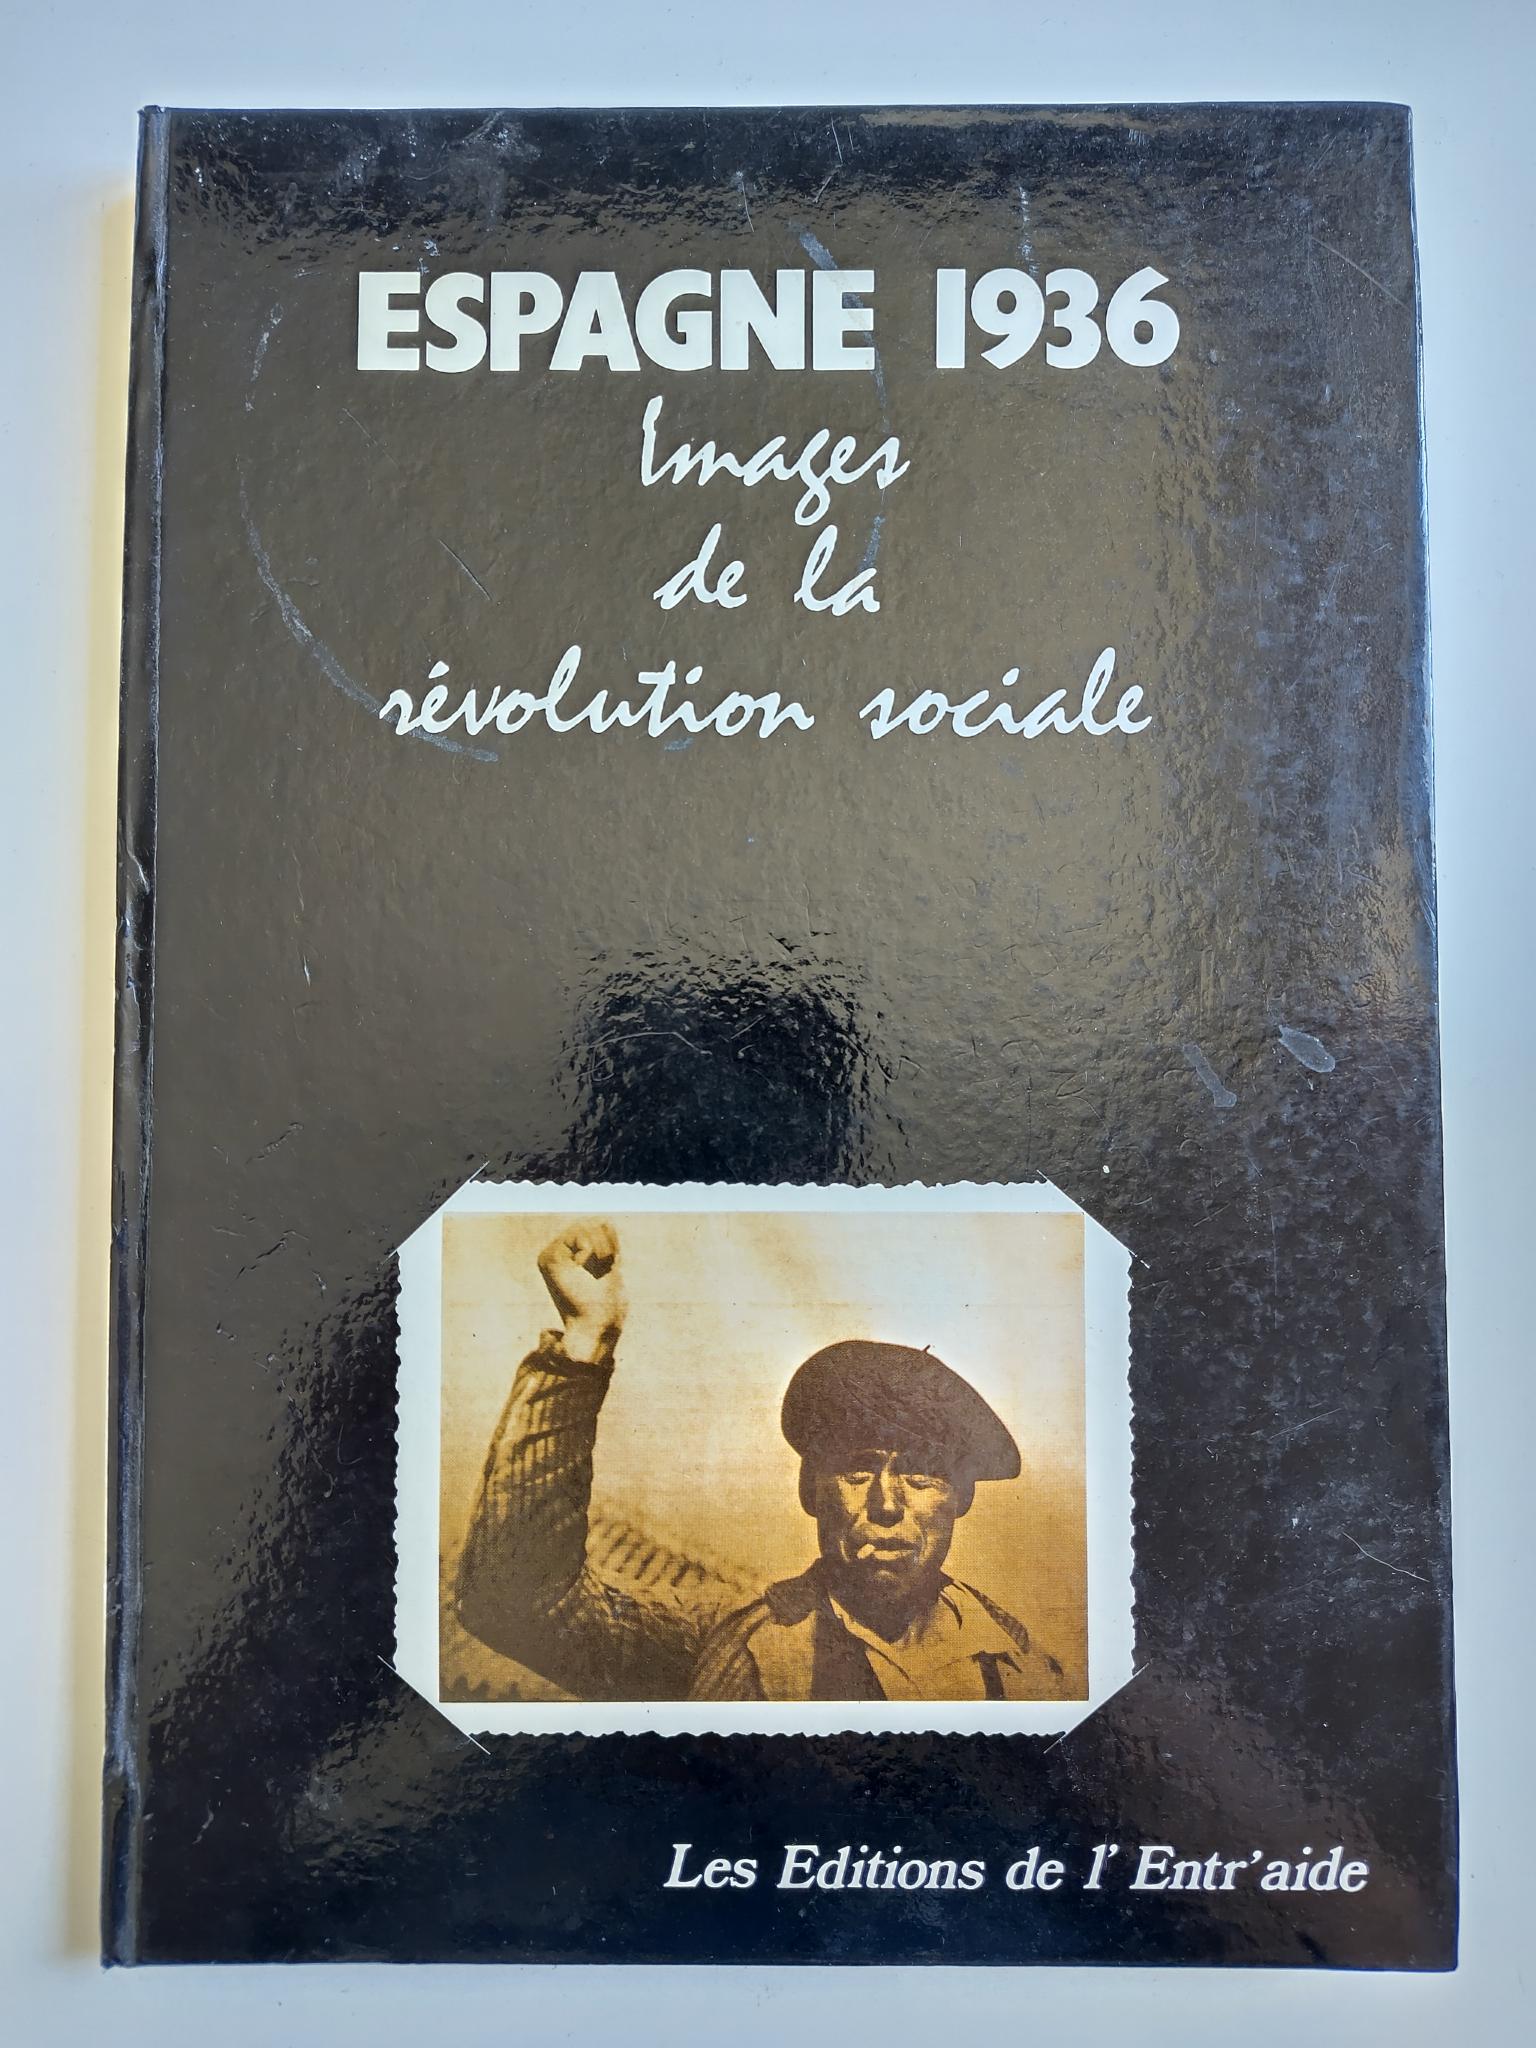 ESPAGNE 1936
Images
de la
révolution sociale
Les Editions de l' Entr'aide